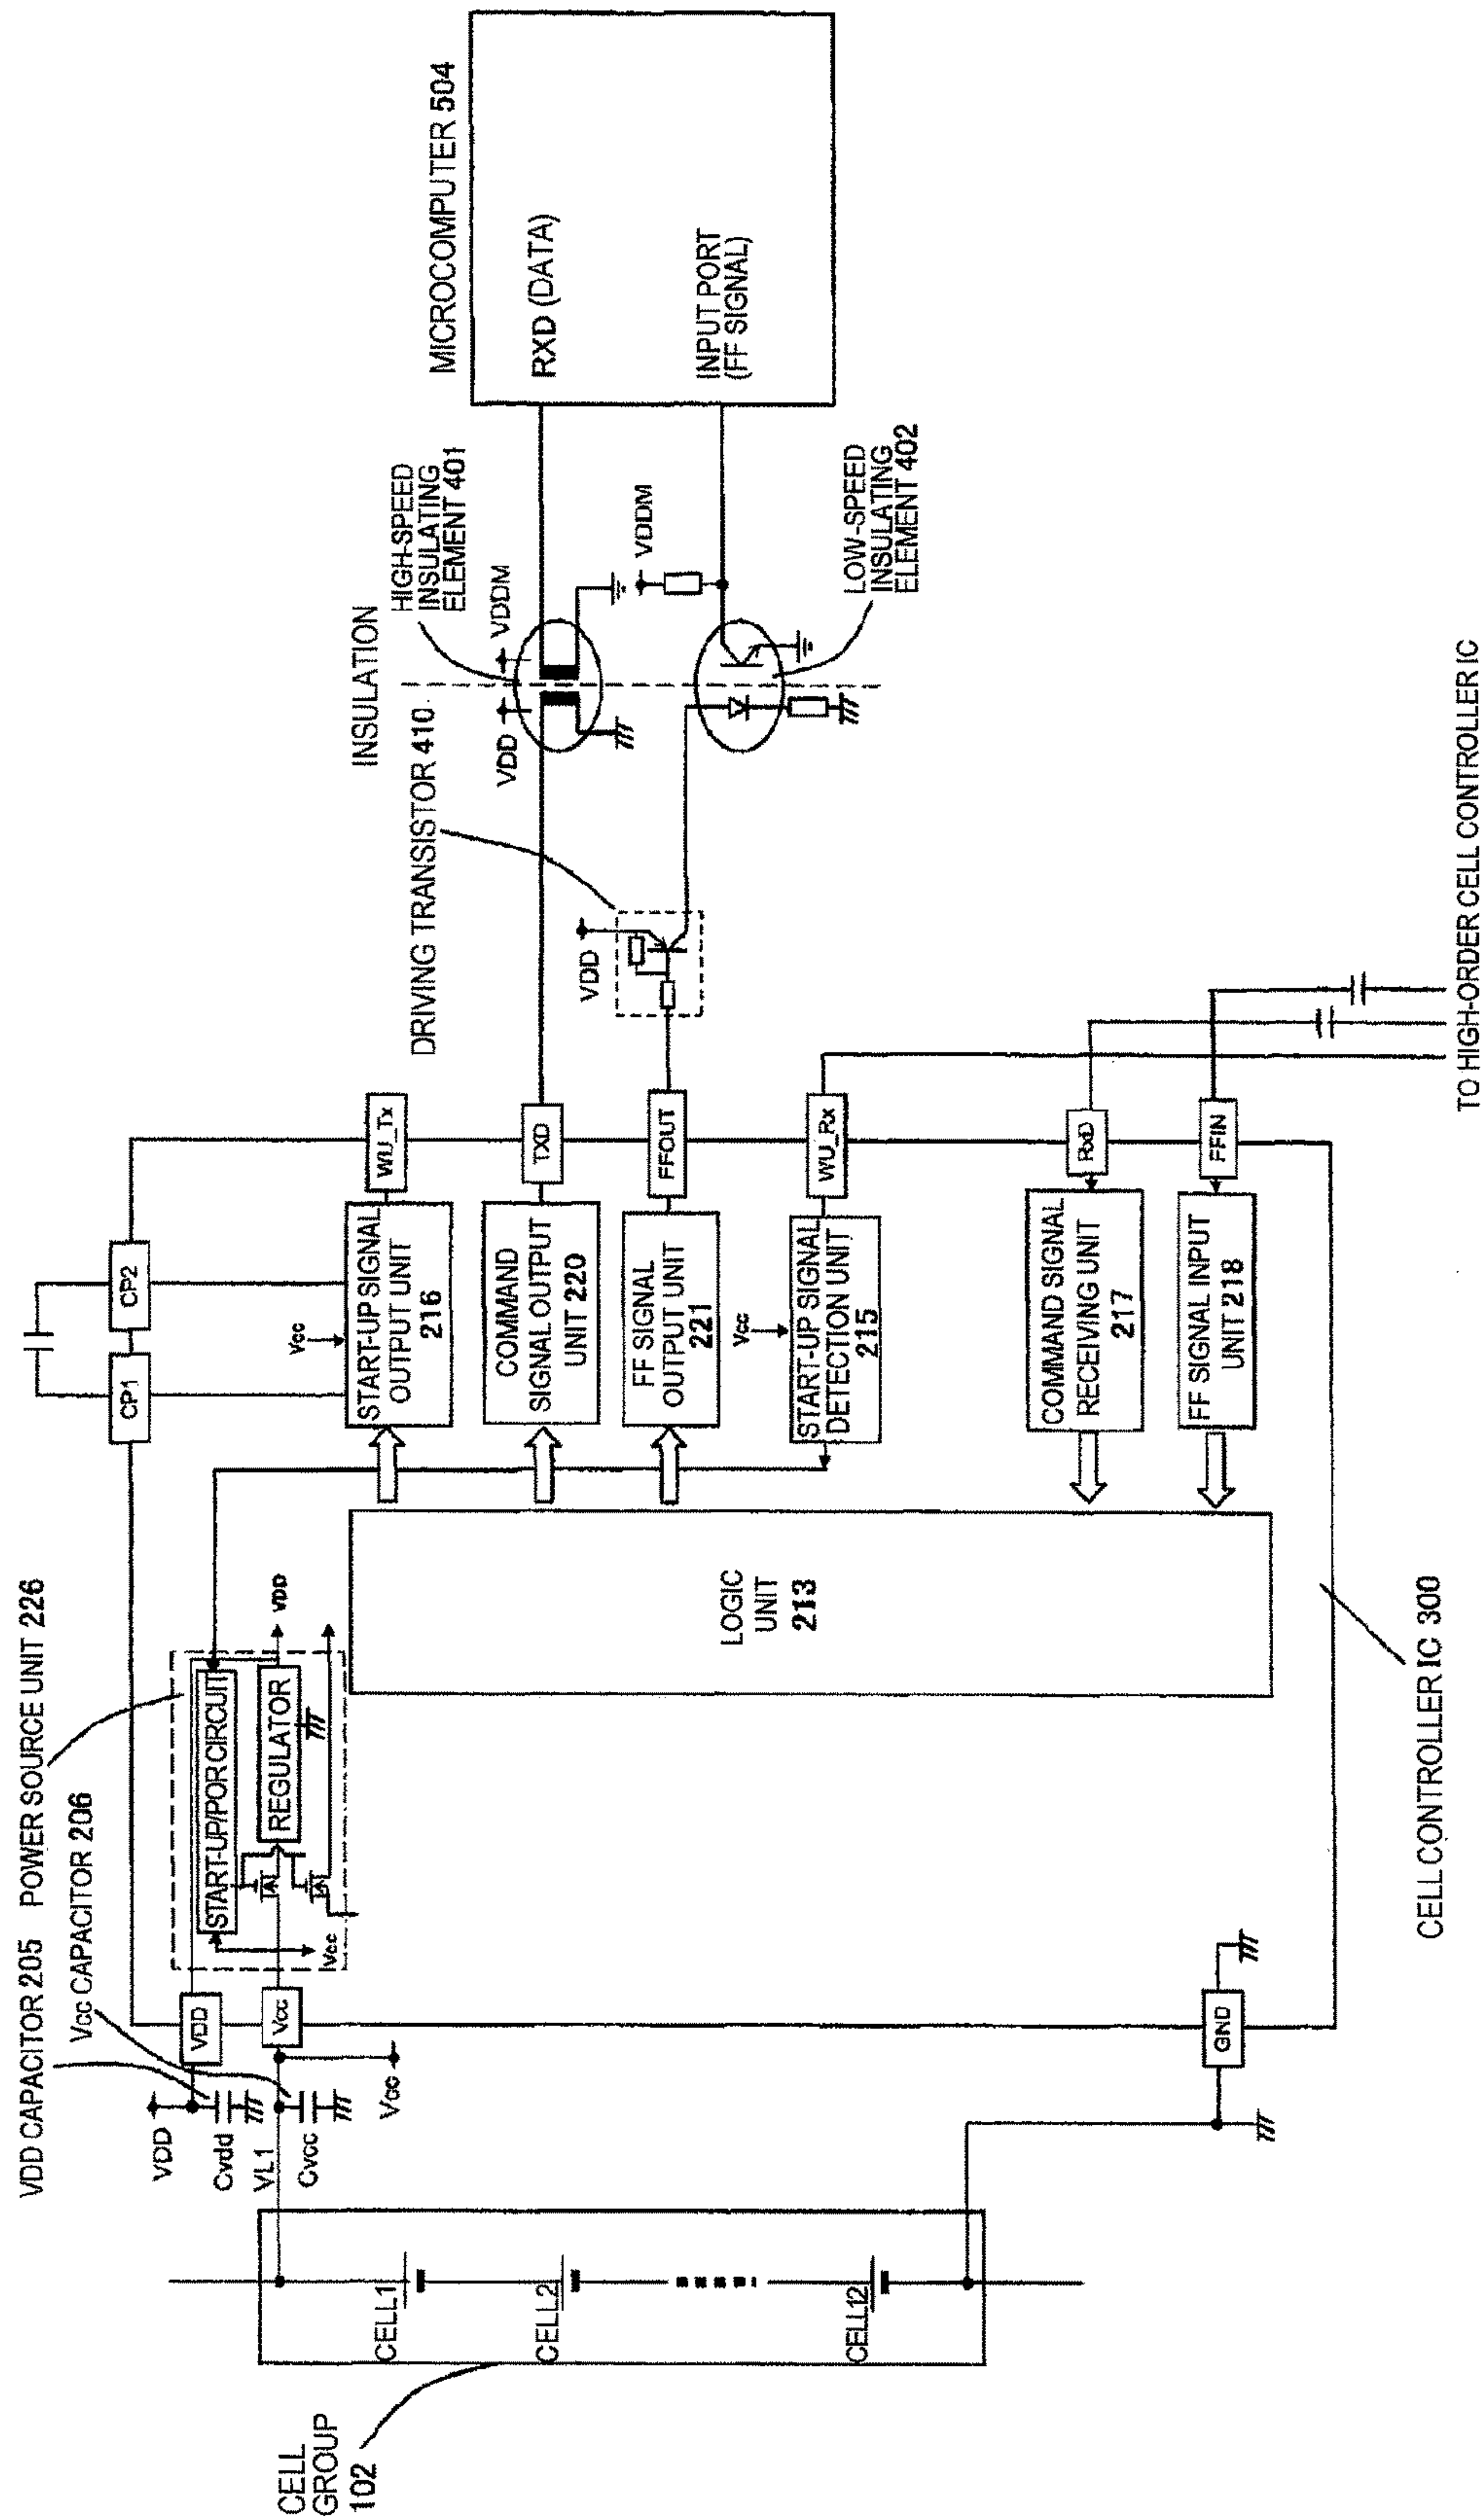 VDD CAPACITOR 205
POWER SOURCE UNIT 226
Vcc CAPACITOR 206
VDD
Cvdd
VL1
Cvcc
Vcc
CELL
GROUP
102
CELL1
CELL2
CELL12
VDD
Vcc
GND
START-UP/POR CIRCUIT
REGULATOR
VDD
Vcc
LOGIC
UNIT
213
CELL CONTROLLER IC 300
CP1
CP2
Vcc
START-UP SIGNAL
OUTPUT UNIT
216
COMMAND
SIGNAL OUTPUT
UNIT 220
FF SIGNAL
OUTPUT UNIT
221
Vcc
START-UP SIGNAL
DETECTION UNIT
215
COMMAND SIGNAL
RECEIVING UNIT
217
FF SIGNAL INPUT
UNIT 218
WU_Tx
TXD
FFOUT
WU_Rx
RxD
FFIN
TO HIGH-ORDER CELL CONTROLLER IC
DRIVING TRANSISTOR 410
VDD
INSULATION
VDD
VDDM
HIGH-SPEED
INSULATING
ELEMENT 401
VDDM
LOW-SPEED
INSULATING
ELEMENT 402
MICROCOMPUTER 504
RXD (DATA)
INPUT PORT
(FF SIGNAL)